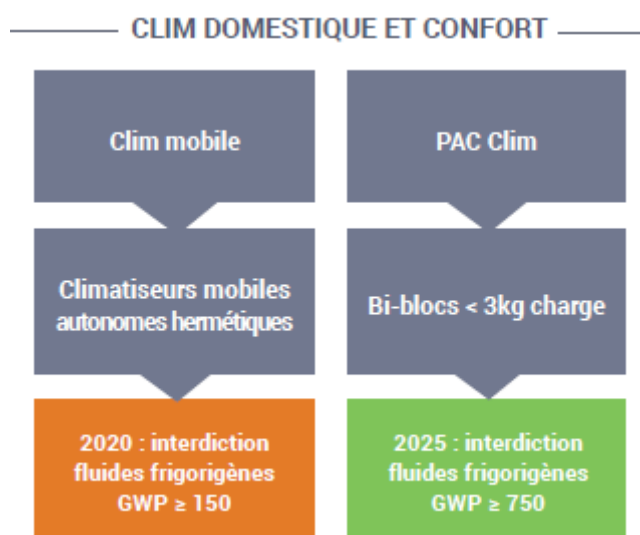 CLIM DOMESTIQUE ET CONFORT
Clim mobile
PAC Clim
Climatiseurs mobiles
autonomes hermétiques
Bi-blocs < 3kg charge
2020 : interdiction
fluides frigorigènes
GWP ≥ 150
2025 : interdiction
fluides frigorigènes
GWP ≥ 750